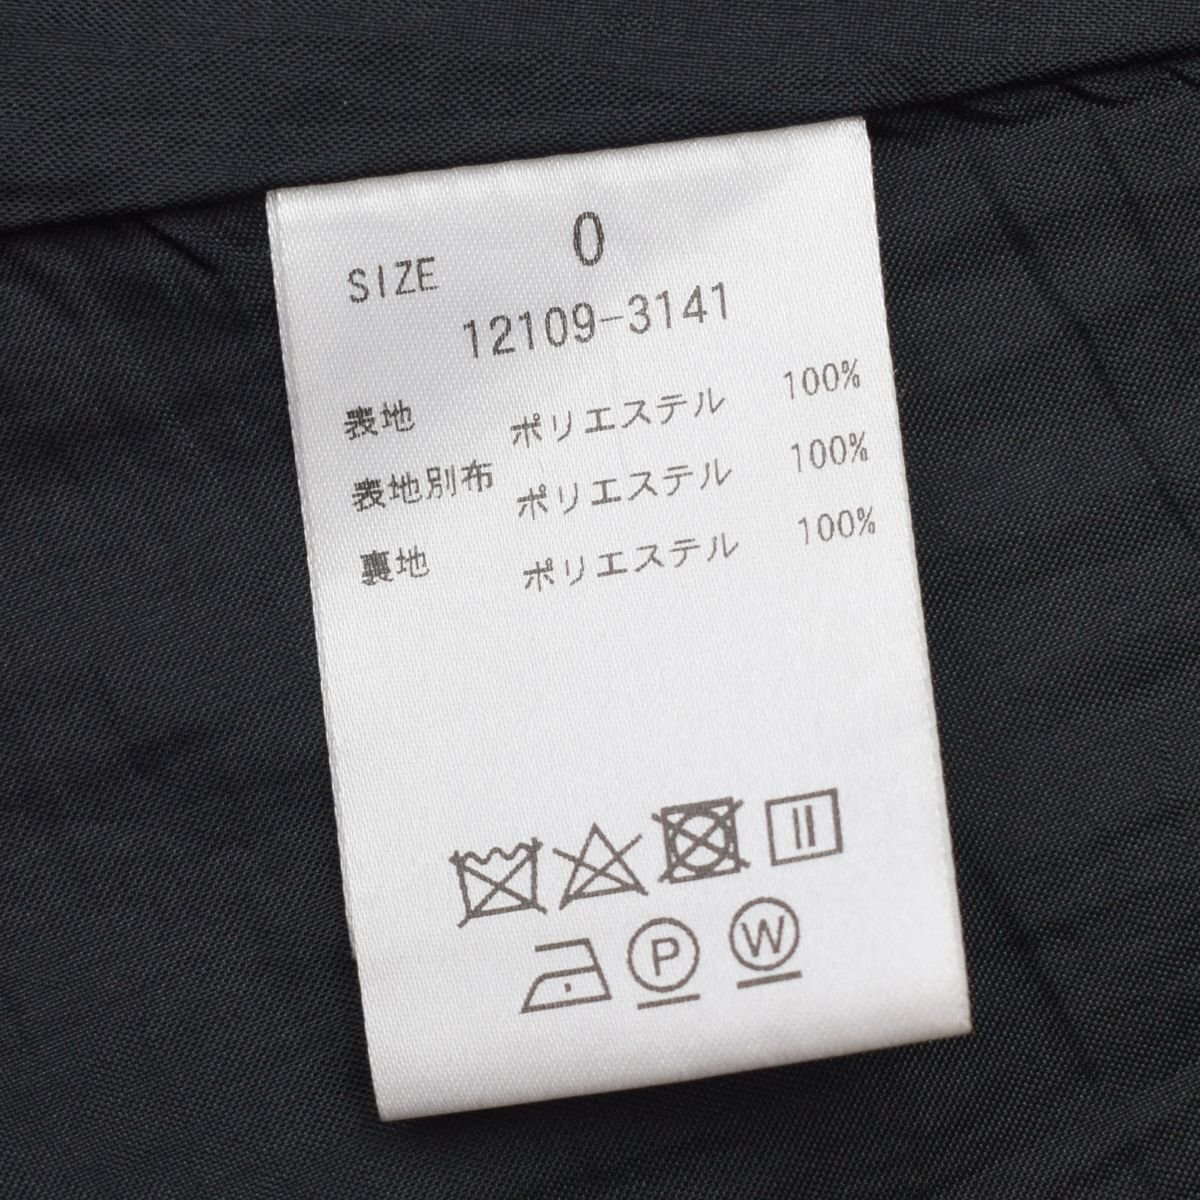 SIZE 0
12109-3141
表地 ポリエステル 100%
表地別布 ポリエステル 100%
裏地 ポリエステル 100%
P W